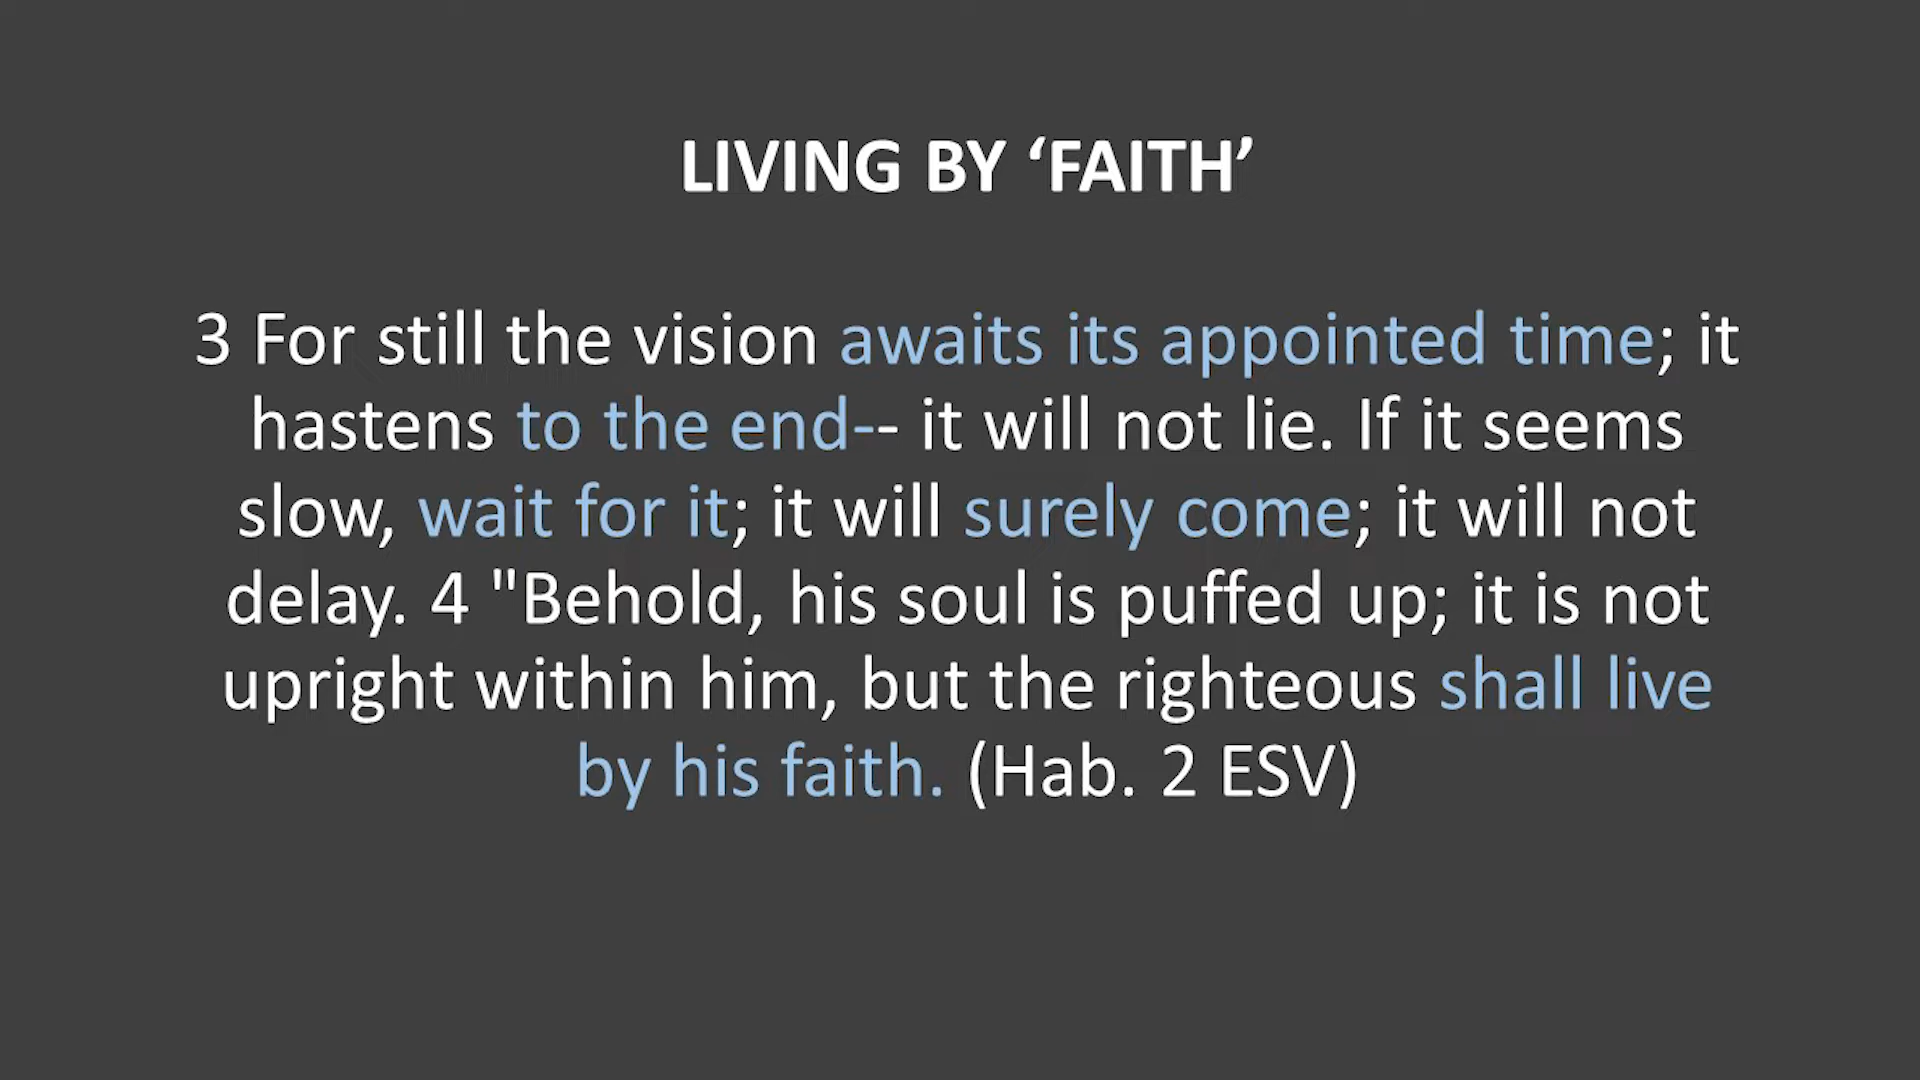 LIVING BY ‘FAITH’
3 For still the vision awaits its appointed time; it
hastens to the end-- it will not lie. If it seems
slow, wait for it; it will surely come; it will not
delay. 4 "Behold, his soul is puffed up; it is not
upright within him, but the righteous shall live
by his faith. (Hab. 2 ESV)